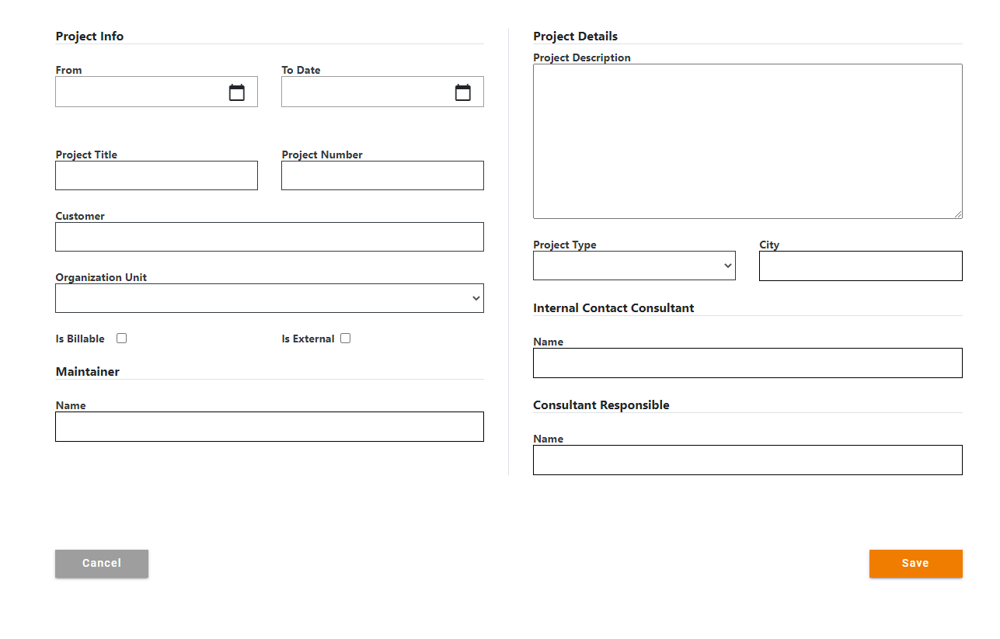 Project Info
From
To Date
Project Title
Project Number
Customer
Organization Unit
Is Billable
Is External
Maintainer
Name
Project Details
Project Description
Project Type
City
Internal Contact Consultant
Name
Consultant Responsible
Name
Cancel
Save